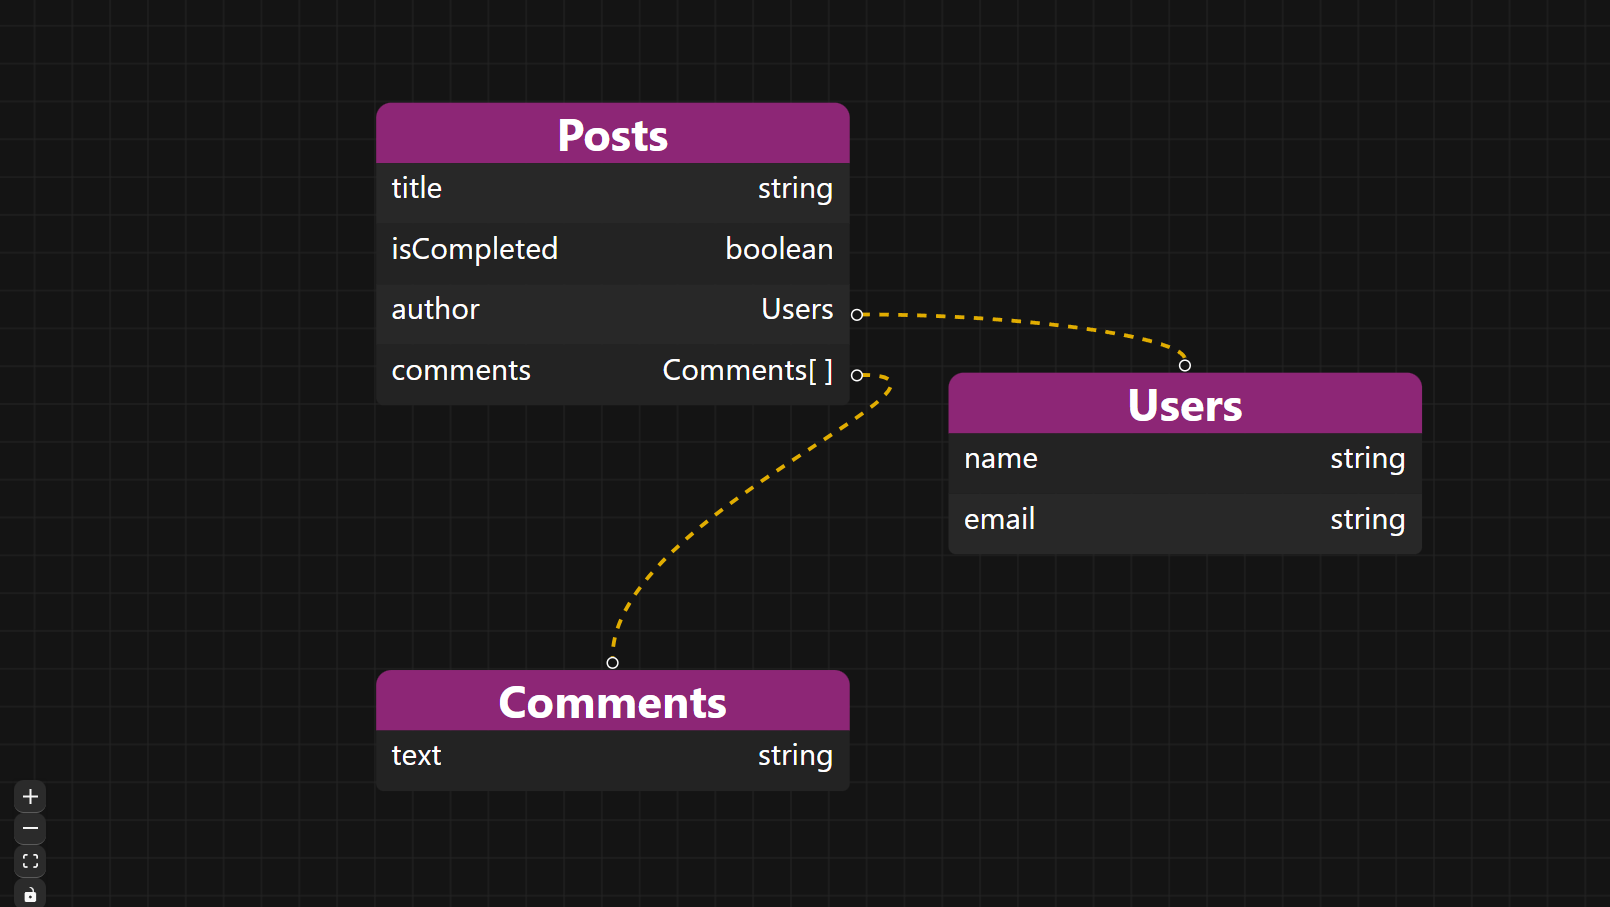 Posts
title string
isCompleted boolean
author Users
comments Comments[ ]
Users
name string
email string
Comments
text string